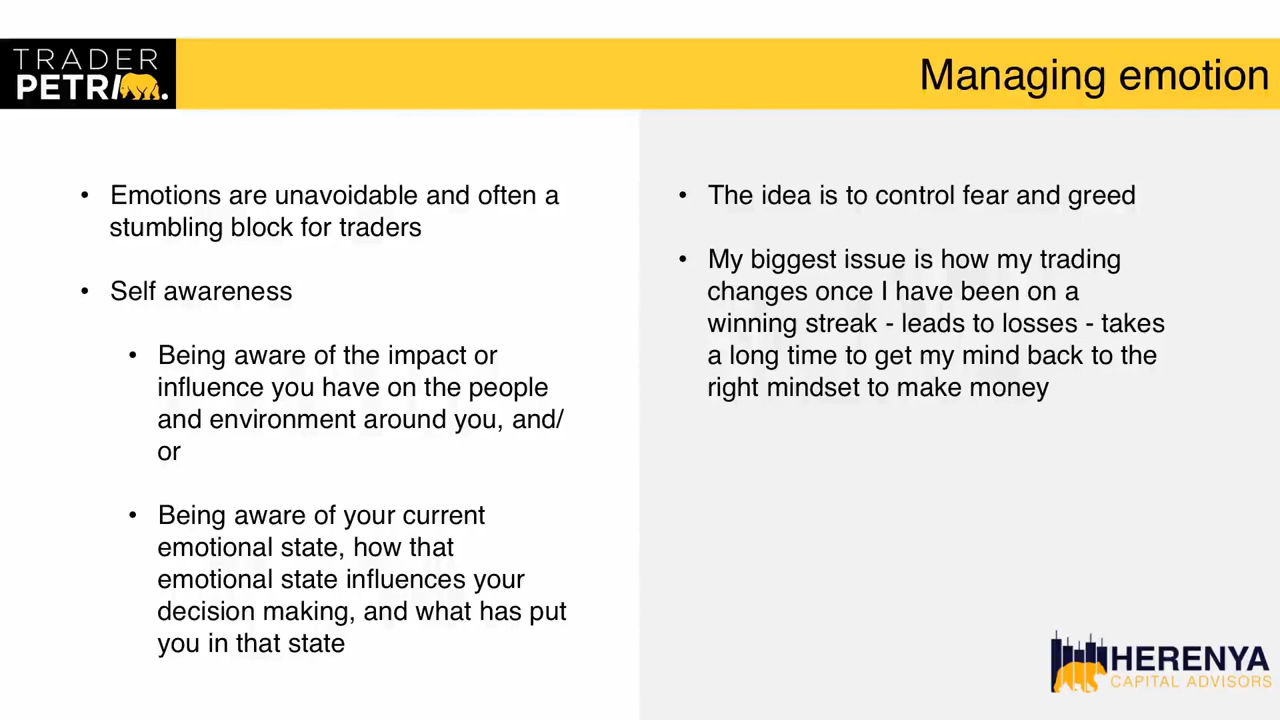 TRADER
PETRI.
Managing emotion
• Emotions are unavoidable and often a
stumbling block for traders
• Self awareness
• Being aware of the impact or
influence you have on the people
and environment around you, and/
or
• Being aware of your current
emotional state, how that
emotional state influences your
decision making, and what has put
you in that state
• The idea is to control fear and greed
• My biggest issue is how my trading
changes once I have been on a
winning streak - leads to losses - takes
a long time to get my mind back to the
right mindset to make money
HERENYA
CAPITAL ADVISORS